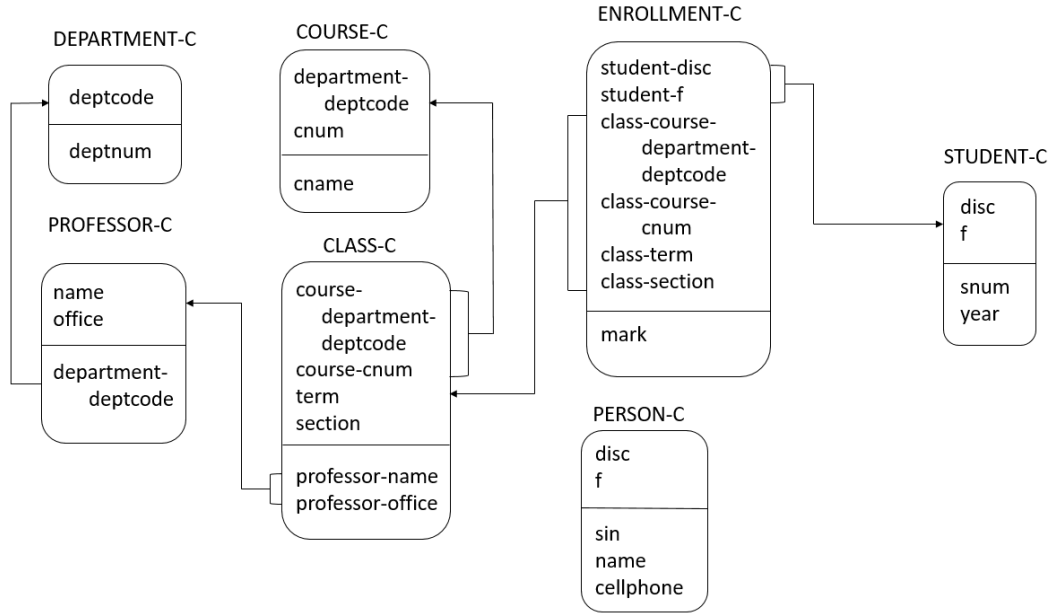 DEPARTMENT-C
deptcode
deptnum
PROFESSOR-C
name
office
department-
deptcode
COURSE-C
department-
deptcode
cnum
cname
CLASS-C
course-
department-
deptcode
course-cnum
term
section
professor-name
professor-office
ENROLLMENT-C
student-disc
student-f
class-course-
department-
deptcode
class-course-
cnum
class-term
class-section
mark
PERSON-C
disc
f
sin
name
cellphone
STUDENT-C
disc
f
snum
year